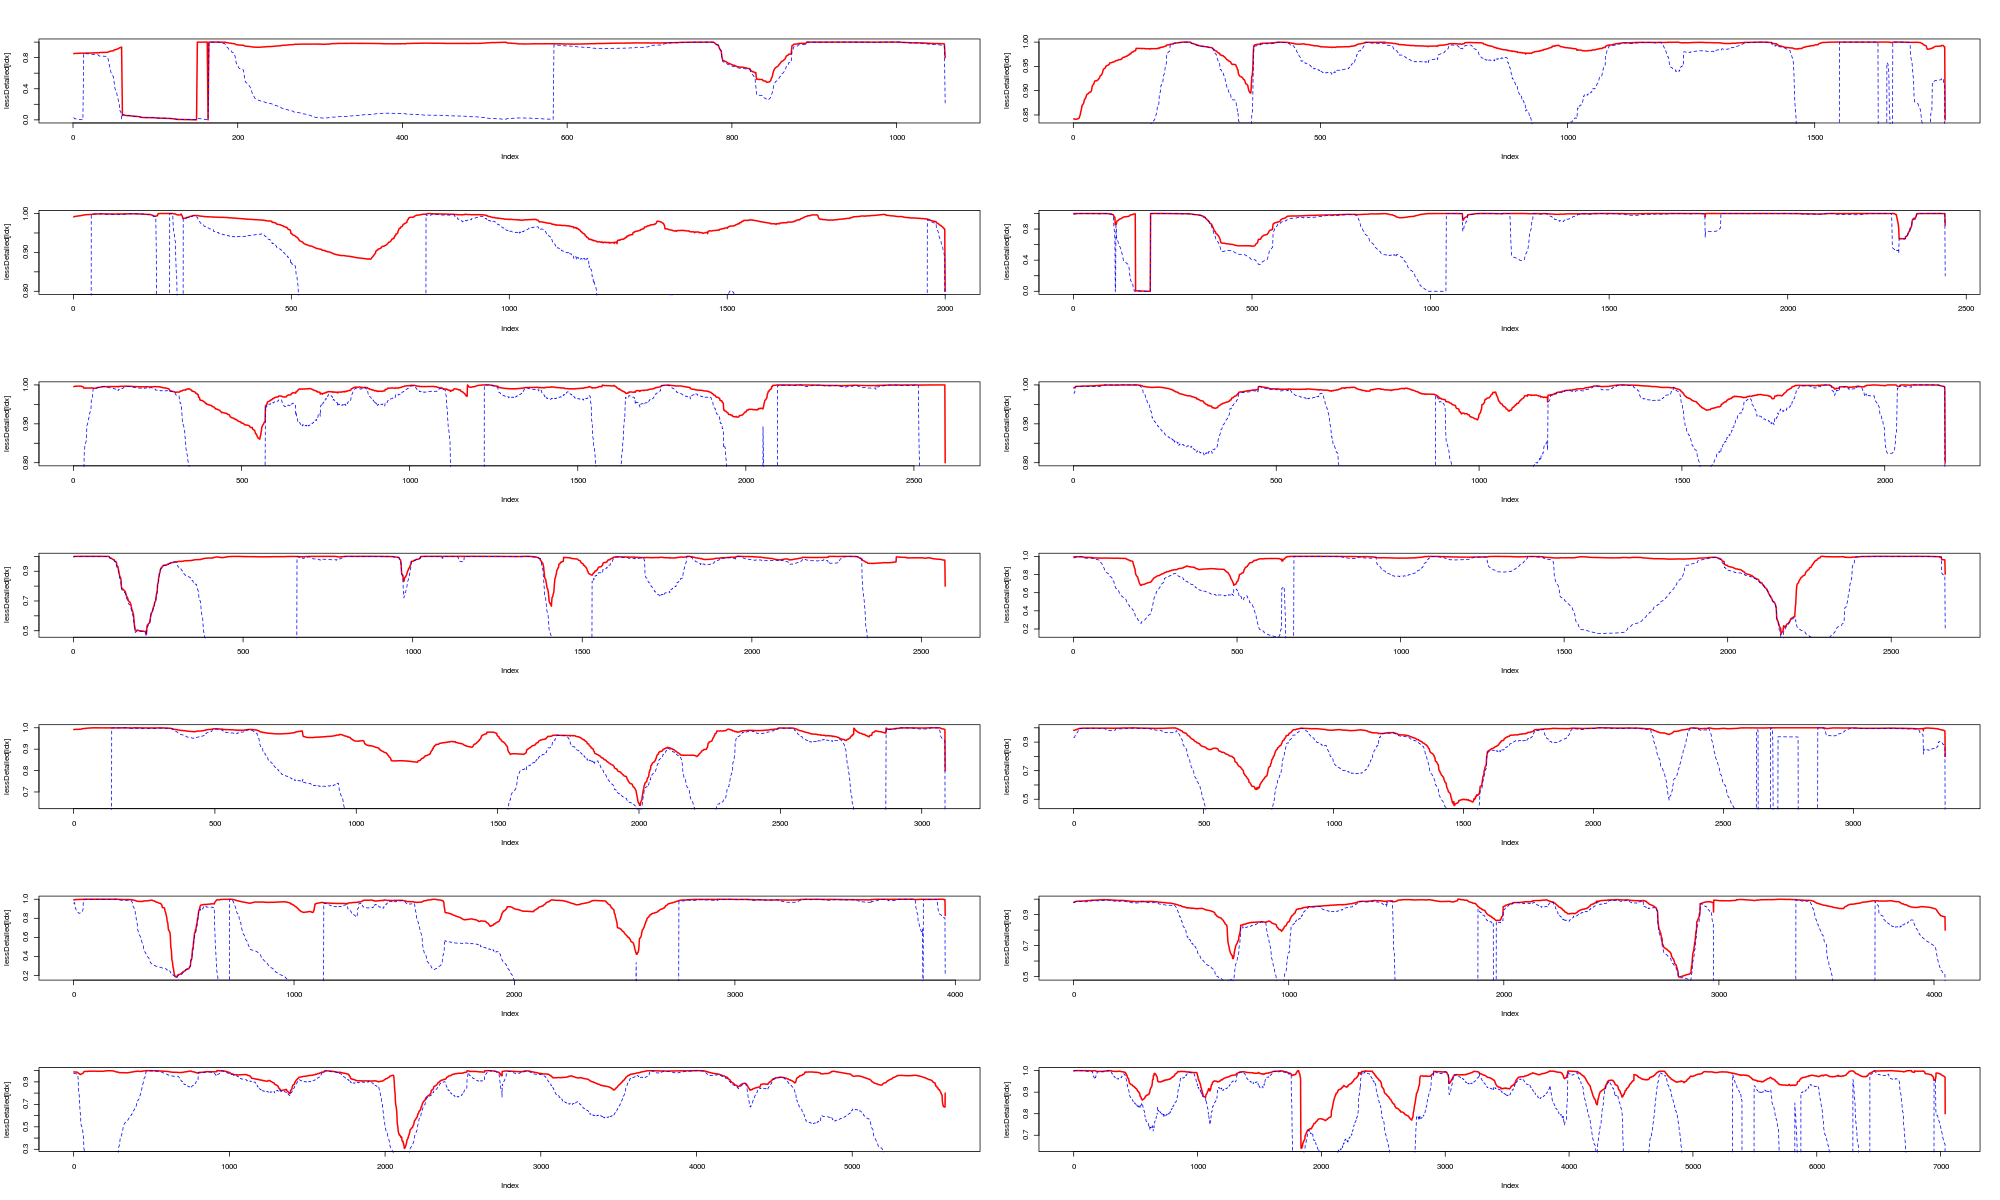 lessDetailed[idx]
0.0 0.4 0.8
0 200 400 600 800 1000
Index
lessDetailed[idx]
0.85 0.90 0.95 1.00
0 500 1000 1500
Index
lessDetailed[idx]
0.80 0.90 1.00
0 500 1000 1500 2000
Index
lessDetailed[idx]
0.0 0.4 0.8
0 500 1000 1500 2000 2500
Index
lessDetailed[idx]
0.80 0.90 1.00
0 500 1000 1500 2000 2500
Index
lessDetailed[idx]
0.80 0.90 1.00
0 500 1000 1500 2000
Index
lessDetailed[idx]
0.5 0.7 0.9
0 500 1000 1500 2000 2500
Index
lessDetailed[idx]
0.2 0.4 0.6 0.8 1.0
0 500 1000 1500 2000 2500
Index
lessDetailed[idx]
0.7 0.8 0.9 1.0
0 500 1000 1500 2000 2500 3000
Index
lessDetailed[idx]
0.5 0.7 0.9
0 500 1000 1500 2000 2500 3000
Index
lessDetailed[idx]
0.2 0.4 0.6 0.8 1.0
0 1000 2000 3000 4000
Index
lessDetailed[idx]
0.5 0.7 0.9
0 1000 2000 3000 4000
Index
lessDetailed[idx]
0.3 0.5 0.7 0.9
0 1000 2000 3000 4000 5000
Index
lessDetailed[idx]
0.7 0.8 0.9 1.0
0 1000 2000 3000 4000 5000 6000 7000
Index